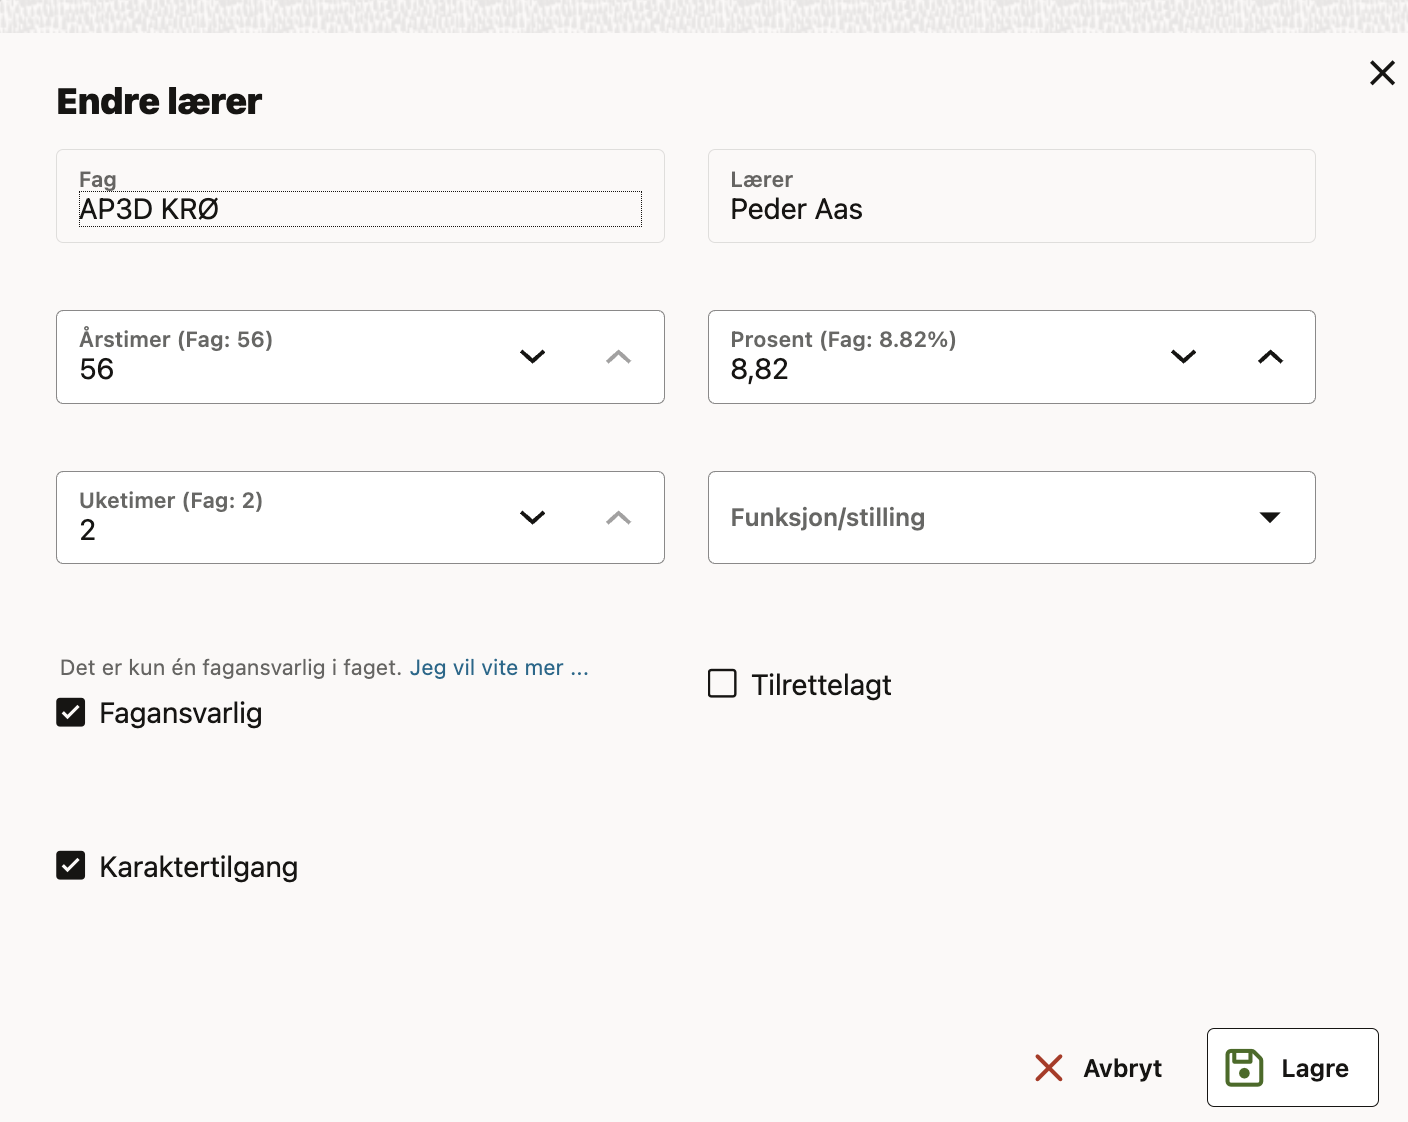 Endre lærer
Fag
AP3D KRØ
Lærer
Peder Aas
Årstimer (Fag: 56)
56
Prosent (Fag: 8.82%)
8,82
Uketimer (Fag: 2)
2
Funksjon/stilling
Det er kun én fagansvarlig i faget. Jeg vil vite mer ...
Fagansvarlig
Tilrettelagt
Karaktertilgang
Avbryt
Lagre